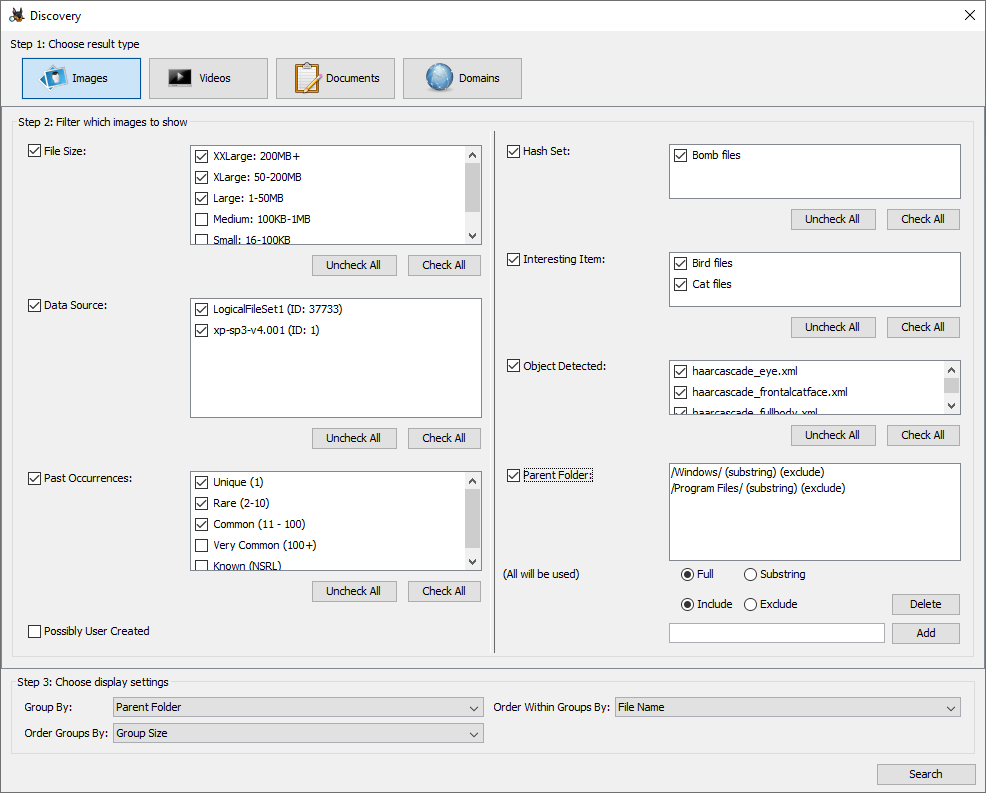 Discovery
Step 1: Choose result type
Images
Videos
Documents
Domains
Step 2: Filter which images to show
File Size:
XXLarge: 200MB+
XLarge: 50-200MB
Large: 1-50MB
Medium: 100KB-1MB
Small: 16-100KB
Uncheck All
Check All
Data Source:
LogicalFileSet1 (ID: 37733)
xp-sp3-v4.001 (ID: 1)
Uncheck All
Check All
Past Occurrences:
Unique (1)
Rare (2-10)
Common (11 - 100)
Very Common (100+)
Known (NSRL)
Uncheck All
Check All
Possibly User Created
Hash Set:
Bomb files
Uncheck All
Check All
Interesting Item:
Bird files
Cat files
Uncheck All
Check All
Object Detected:
haarcascade_eye.xml
haarcascade_frontalcatface.xml
haarcascade_fullbody.xml
Uncheck All
Check All
Parent Folder:
/Windows/ (substring) (exclude)
/Program Files/ (substring) (exclude)
(All will be used)
Full
Substring
Include
Exclude
Delete
Add
Step 3: Choose display settings
Group By:
Parent Folder
Order Within Groups By:
File Name
Order Groups By:
Group Size
Search